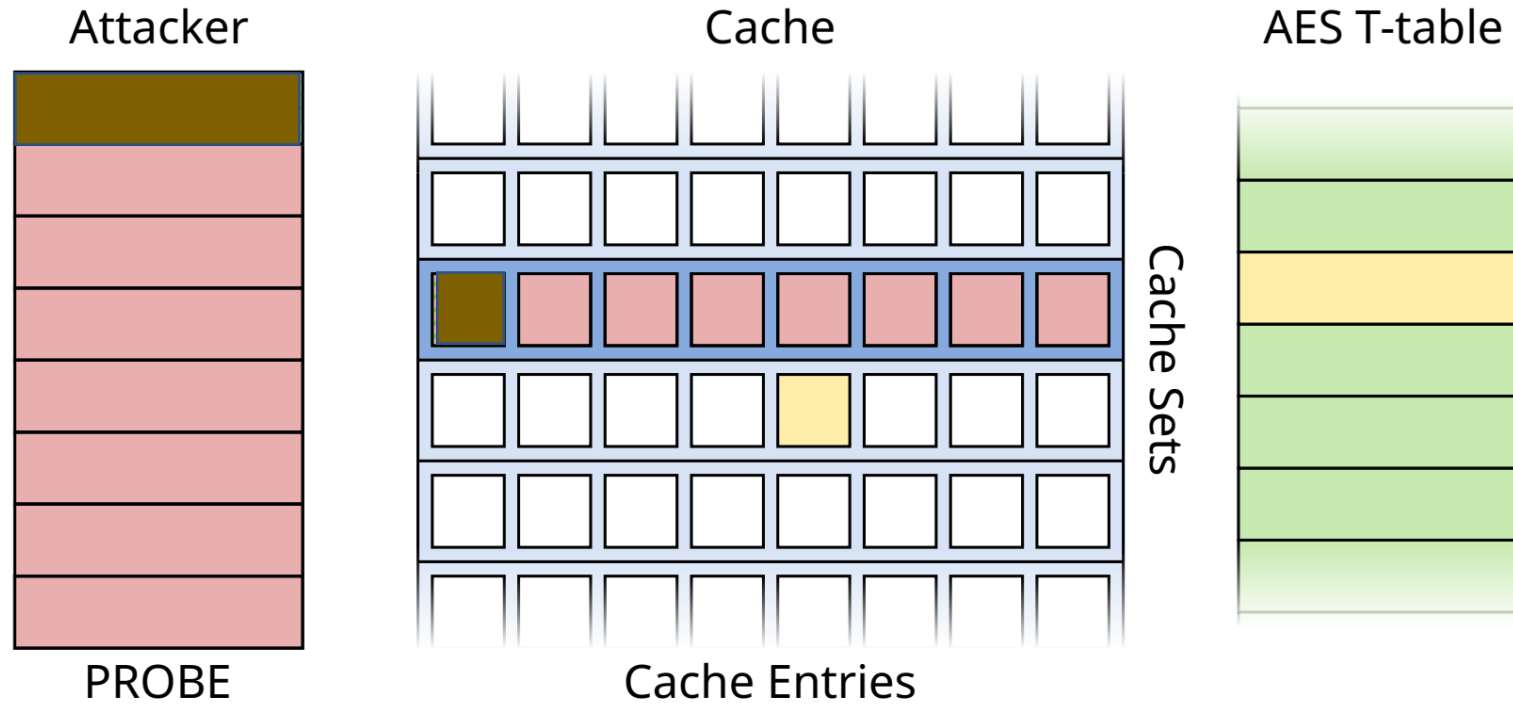 Attacker
Cache
AES T-table
Cache Sets
PROBE
Cache Entries